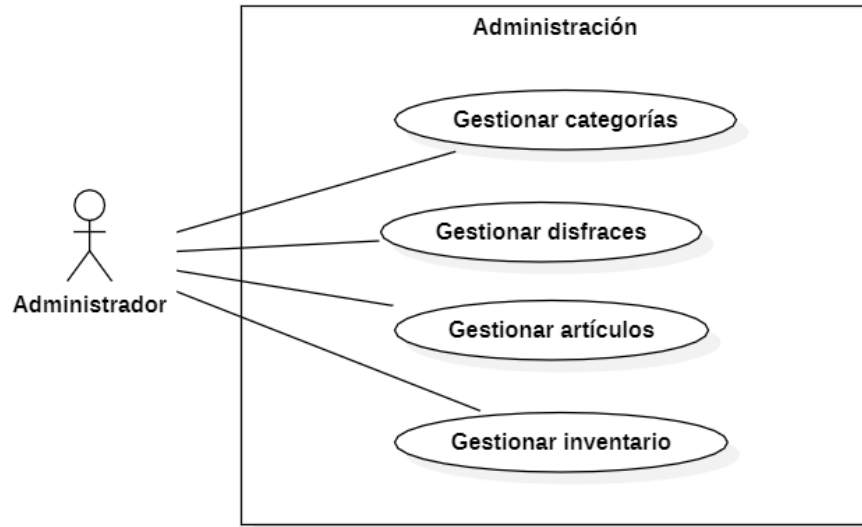 Administración
Gestionar categorías
Gestionar disfraces
Administrador
Gestionar artículos
Gestionar inventario